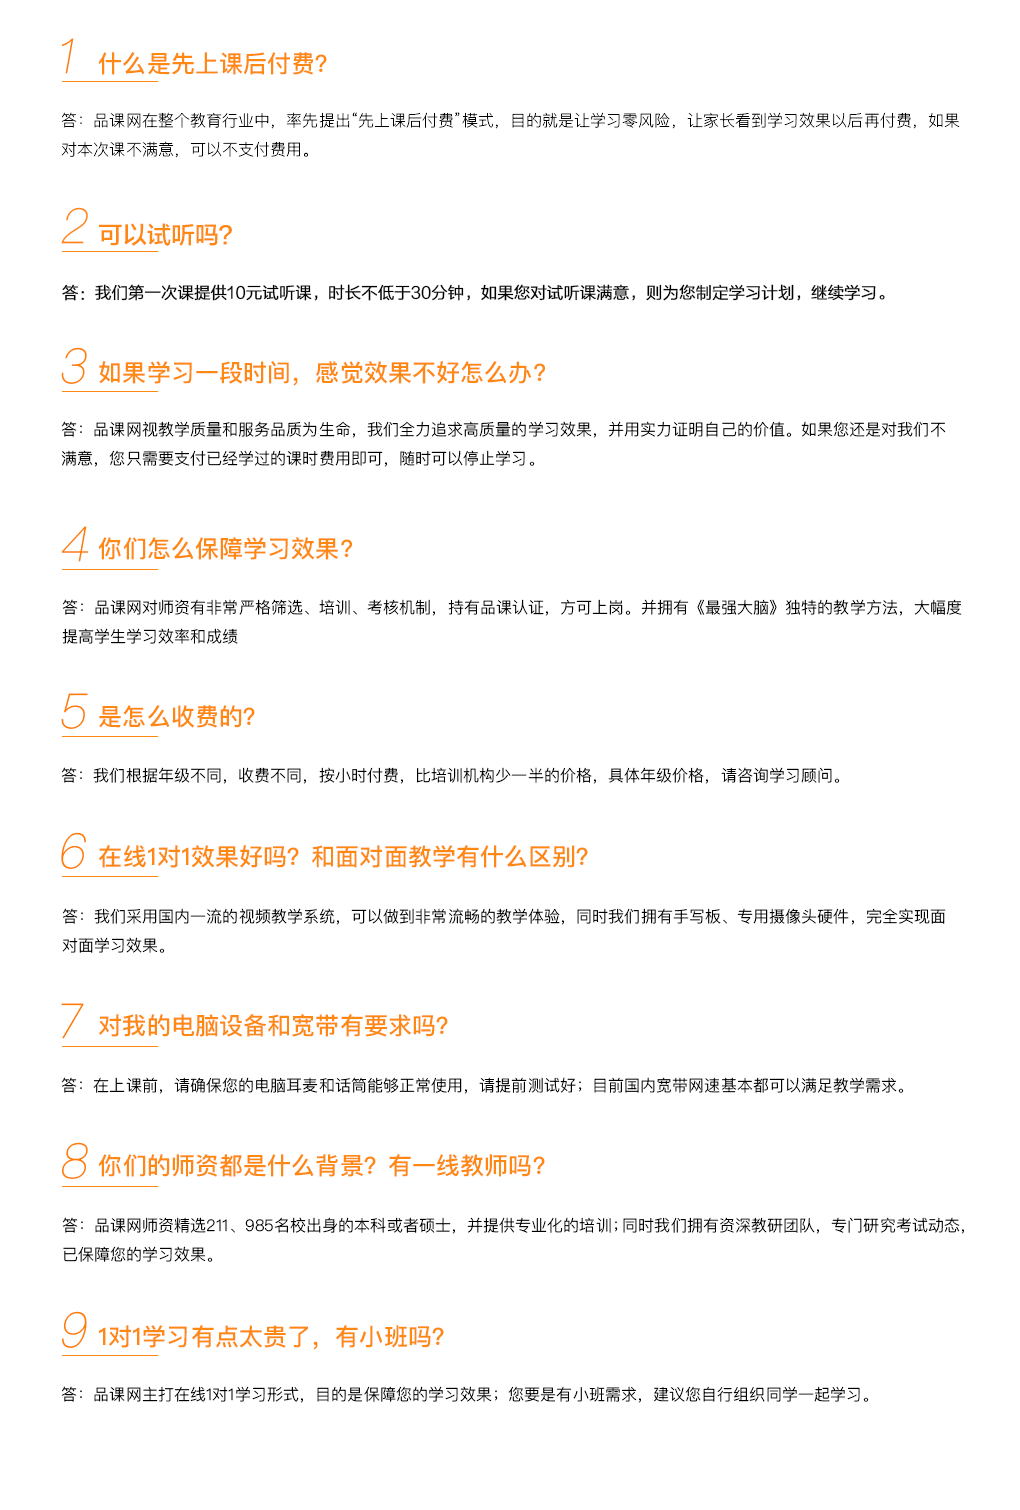 1 什么是先上课后付费？
答：品课网在整个教育行业中，率先提出“先上课后付费”模式，目的就是让学习零风险，让家长看到学习效果以后再付费，如果
对本次课不满意，可以不支付费用。
2 可以试听吗？
答：我们第一次课提供10元试听课，时长不低于30分钟，如果您对试听课满意，则为您制定学习计划，继续学习。
3 如果学习一段时间，感觉效果不好怎么办？
答：品课网视教学质量和服务品质为生命，我们全力追求高质量的学习效果，并用实力证明自己的价值。如果您还是对我们不
满意，您只需要支付已经学过的课时费用即可，随时可以停止学习。
4 你们怎么保障学习效果？
答：品课网对师资有非常严格筛选、培训、考核机制，持有品课认证，方可上岗。并拥有《最强大脑》独特的教学方法，大幅度
提高学生学习效率和成绩
5 是怎么收费的？
答：我们根据年级不同，收费不同，按小时付费，比培训机构少一半的价格，具体年级价格，请咨询学习顾问。
6 在线1对1效果好吗？和面对面教学有什么区别？
答：我们采用国内一流的视频教学系统，可以做到非常流畅的教学体验，同时我们拥有手写板、专用摄像头硬件，完全实现面
对面学习效果。
7 对我的电脑设备和宽带有要求吗？
答：在上课前，请确保您的电脑耳麦和话筒能够正常使用，请提前测试好；目前国内宽带网速基本都可以满足教学需求。
8 你们的师资都是什么背景？有一线教师吗？
答：品课网师资精选211、985名校出身的本科或者硕士，并提供专业化的培训；同时我们拥有资深教研团队，专门研究考试动态，
已保障您的学习效果。
9 1对1学习有点太贵了，有小班吗？
答：品课网主打在线1对1学习形式，目的是保障您的学习效果；您要是有小班需求，建议您自行组织同学一起学习。